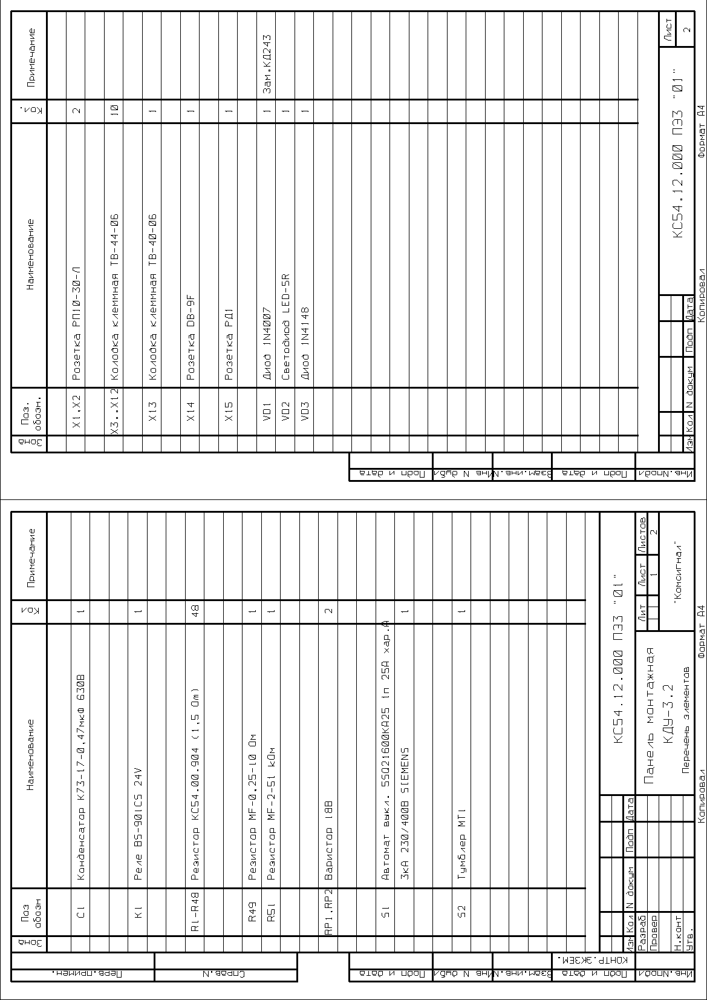 Зона
Поз
обозн
Наименование
Кол
Примечание
C1 Конденсатор К73-17-0,47мкФ 630В 1
K1 Реле BS-901CS 24V 1
R1-R48 Резистор КС54.00.904 (1,5 Ом) 48
R49 Резистор MF-0.25-10 Ом 1
R51 Резистор MF-2-51 кОм 1
RP1,RP2 Варистор 18В 2
S1 Автомат выкл. 5SQ21600KA25 In 25А хар.А
3кА 230/400В SIEMENS 1
S2 Тумблер МТ1 1
Перв.примен.
Справ.N
Подп и дата
Инв N дубл
Взам.инв.N
Подп и дата
Инв.Nподл
КОНТР.ЭКЗЕМ.
КС54.12.000 ПЭ3 "01"
Изм Кол N докум Подп Дата
Разраб
Провер
Н.конт
Утв.
Панель монтажная
КДУ-3.2
Перечень элементов
Лит Лист Листов
1 2
"Комсигнал"
Копировал Формат А4
Зона
Поз.
обозн.
Наименование
Кол.
Примечание
X1,X2 Розетка РП10-30-Л 2
X3..X12 Колодка клеммная ТВ-44-06 10
X13 Колодка клеммная ТВ-40-06 1
X14 Розетка DB-9F 1
X15 Розетка РД1 1
VD1 Диод 1N4007 1 Зам.КД243
VD2 Светодиод LED-5R 1
VD3 Диод 1N4148 1
Подп и дата
Инв N дубл
Взам.инв.N
Подп и дата
Инв.Nподл
Изм Кол N докум Подп Дата
КС54.12.000 ПЭ3 "01"
Лист
2
Копировал Формат А4